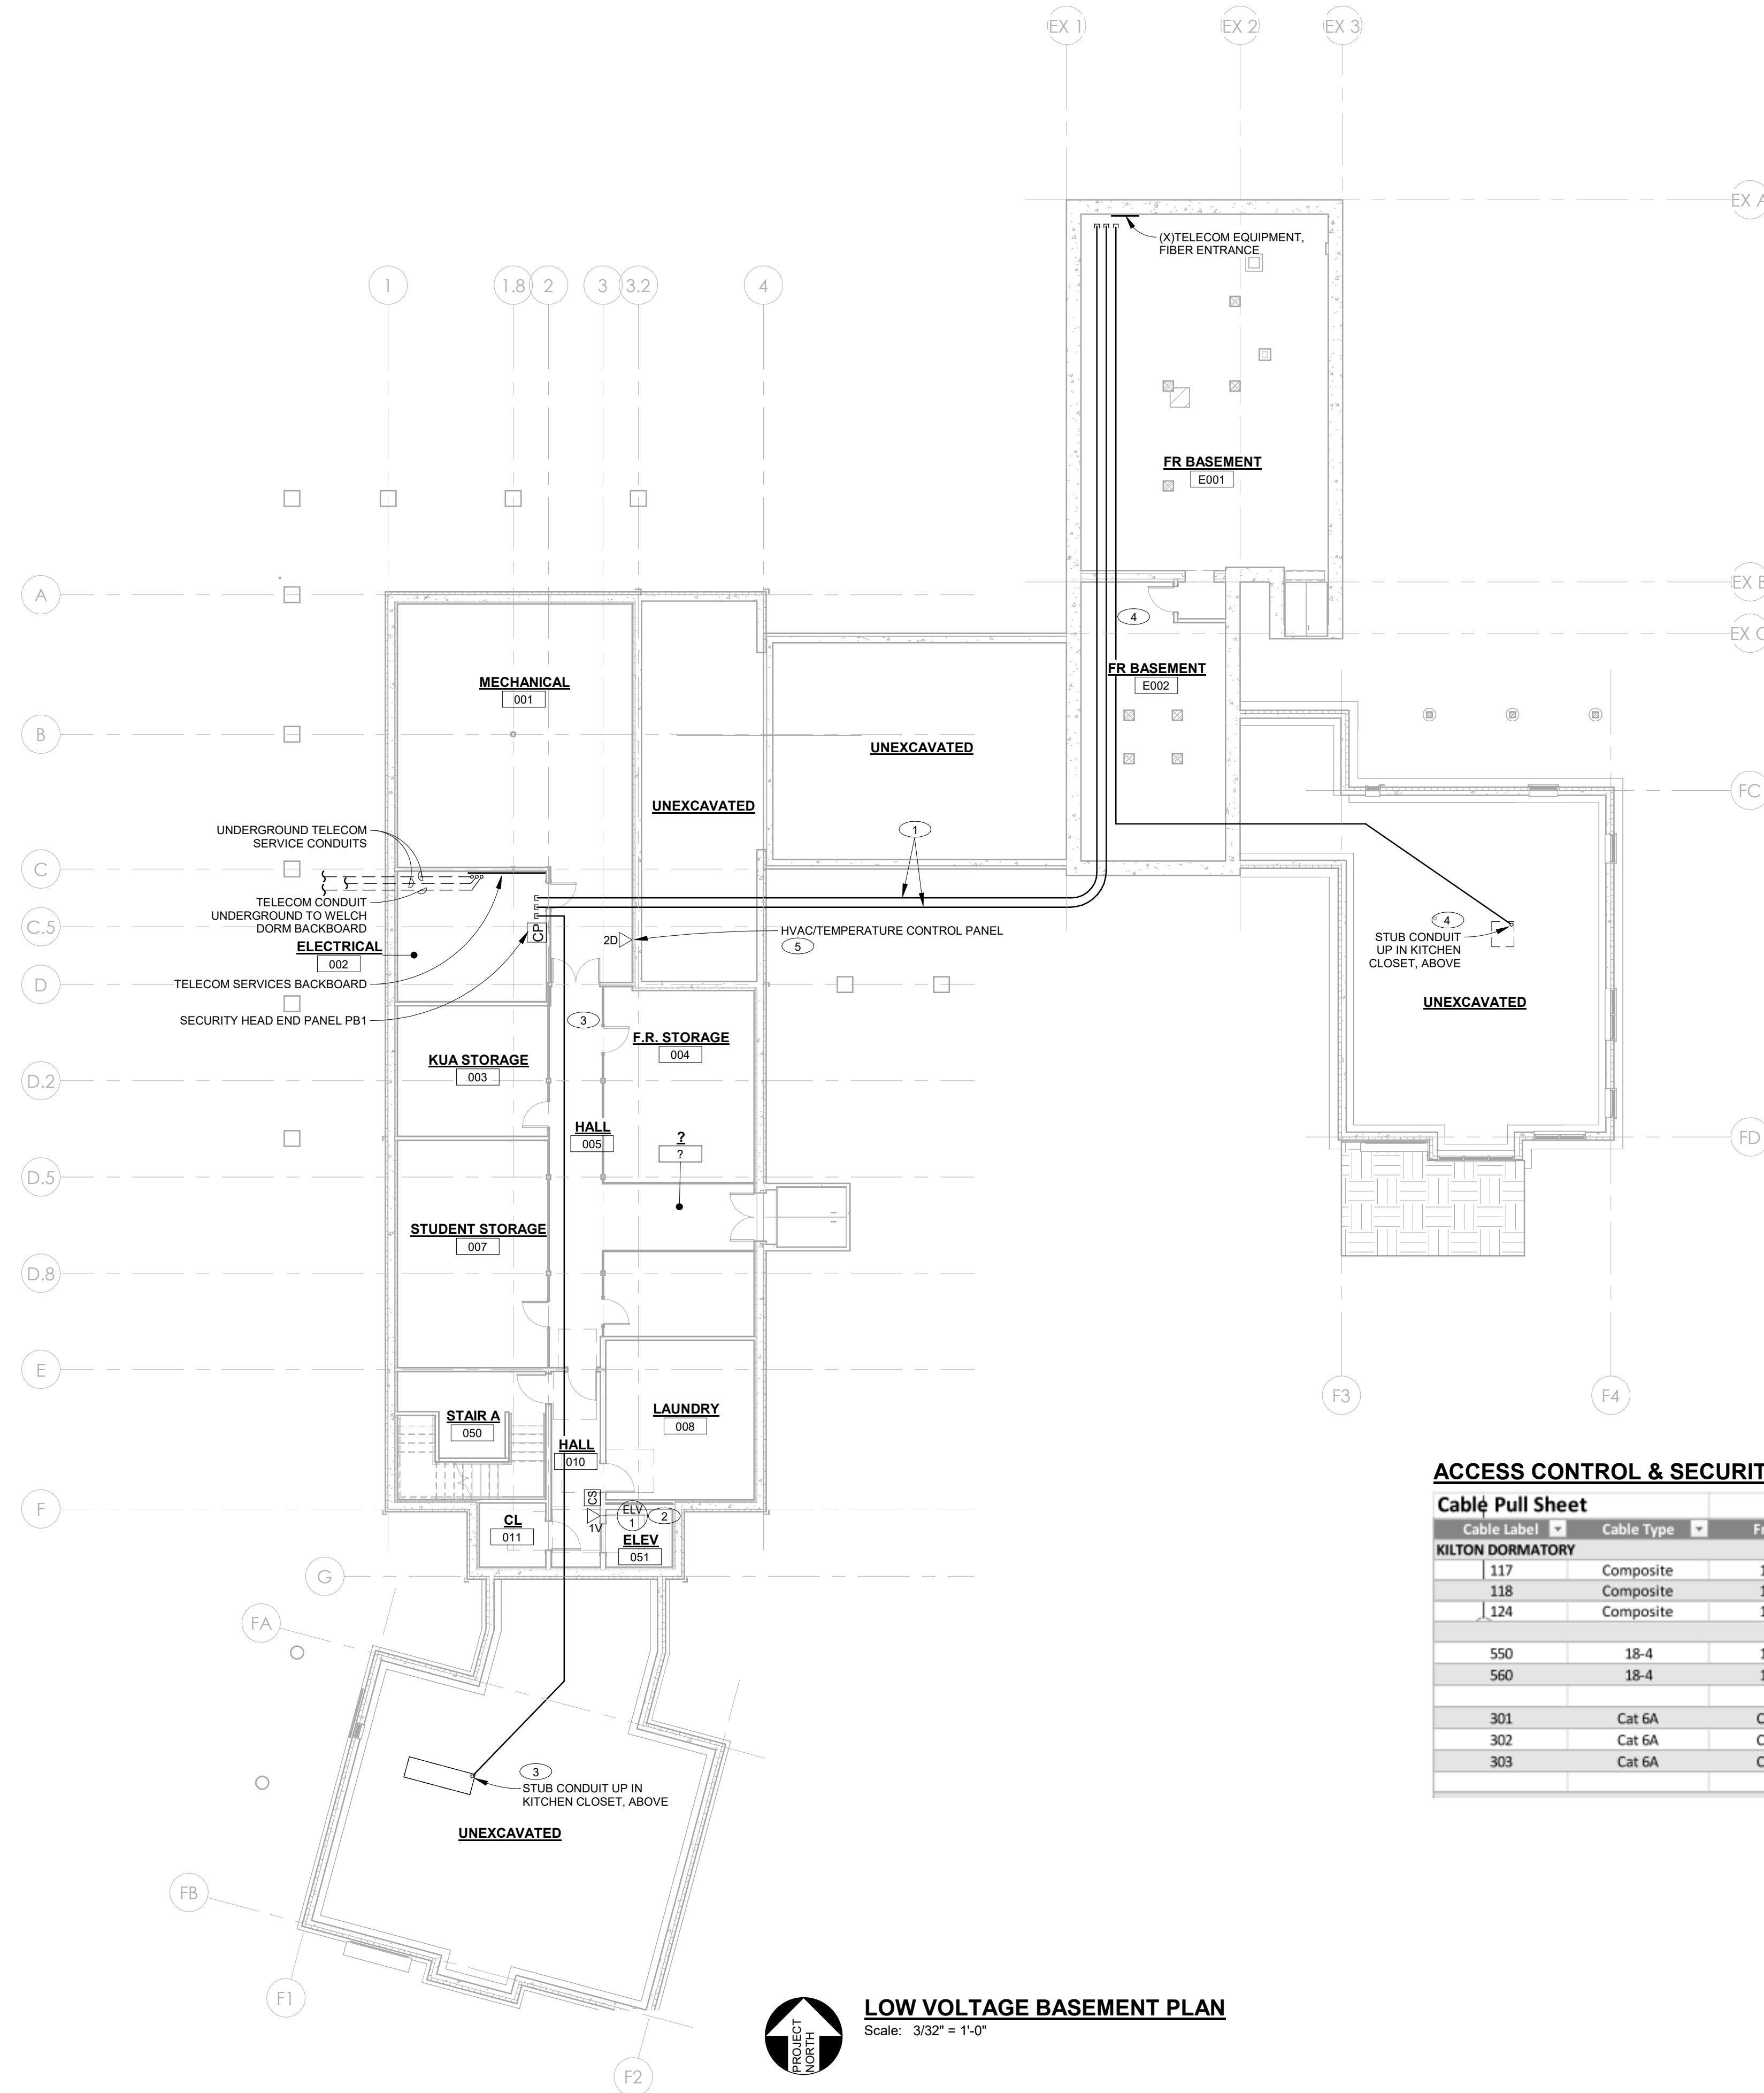 EX 1
EX 2
EX 3
EX A
(X)TELECOM EQUIPMENT,
FIBER ENTRANCE
1
1.8
2
3
3.2
4
FR BASEMENT
E001
A
EX B
4
EX C
FR BASEMENT
E002
MECHANICAL
001
B
UNEXCAVATED
UNEXCAVATED
FC
1
UNDERGROUND TELECOM
SERVICE CONDUITS
C
TELECOM CONDUIT
UNDERGROUND TO WELCH
DORM BACKBOARD
C.5
CP
2D
HVAC/TEMPERATURE CONTROL PANEL
5
4
STUB CONDUIT
UP IN KITCHEN
CLOSET, ABOVE
ELECTRICAL
002
D
TELECOM SERVICES BACKBOARD
UNEXCAVATED
SECURITY HEAD END PANEL PB1
3
F.R. STORAGE
004
KUA STORAGE
003
D.2
HALL
005
?
?
FD
D.5
STUDENT STORAGE
007
D.8
E
F3
F4
STAIR A
050
LAUNDRY
008
HALL
010
F
CS
ELV
1
2
1V
CL
011
ELEV
051
G
ACCESS CONTROL & SECURIT
Cable Pull Sheet
Cable Label
Cable Type
KILTON DORMATORY
117 Composite
118 Composite
124 Composite
550 18-4
560 18-4
301 Cat 6A
302 Cat 6A
303 Cat 6A
FA
3
STUB CONDUIT UP IN
KITCHEN CLOSET, ABOVE
UNEXCAVATED
FB
F1
F2
PROJECT
NORTH
LOW VOLTAGE BASEMENT PLAN
Scale: 3/32" = 1'-0"